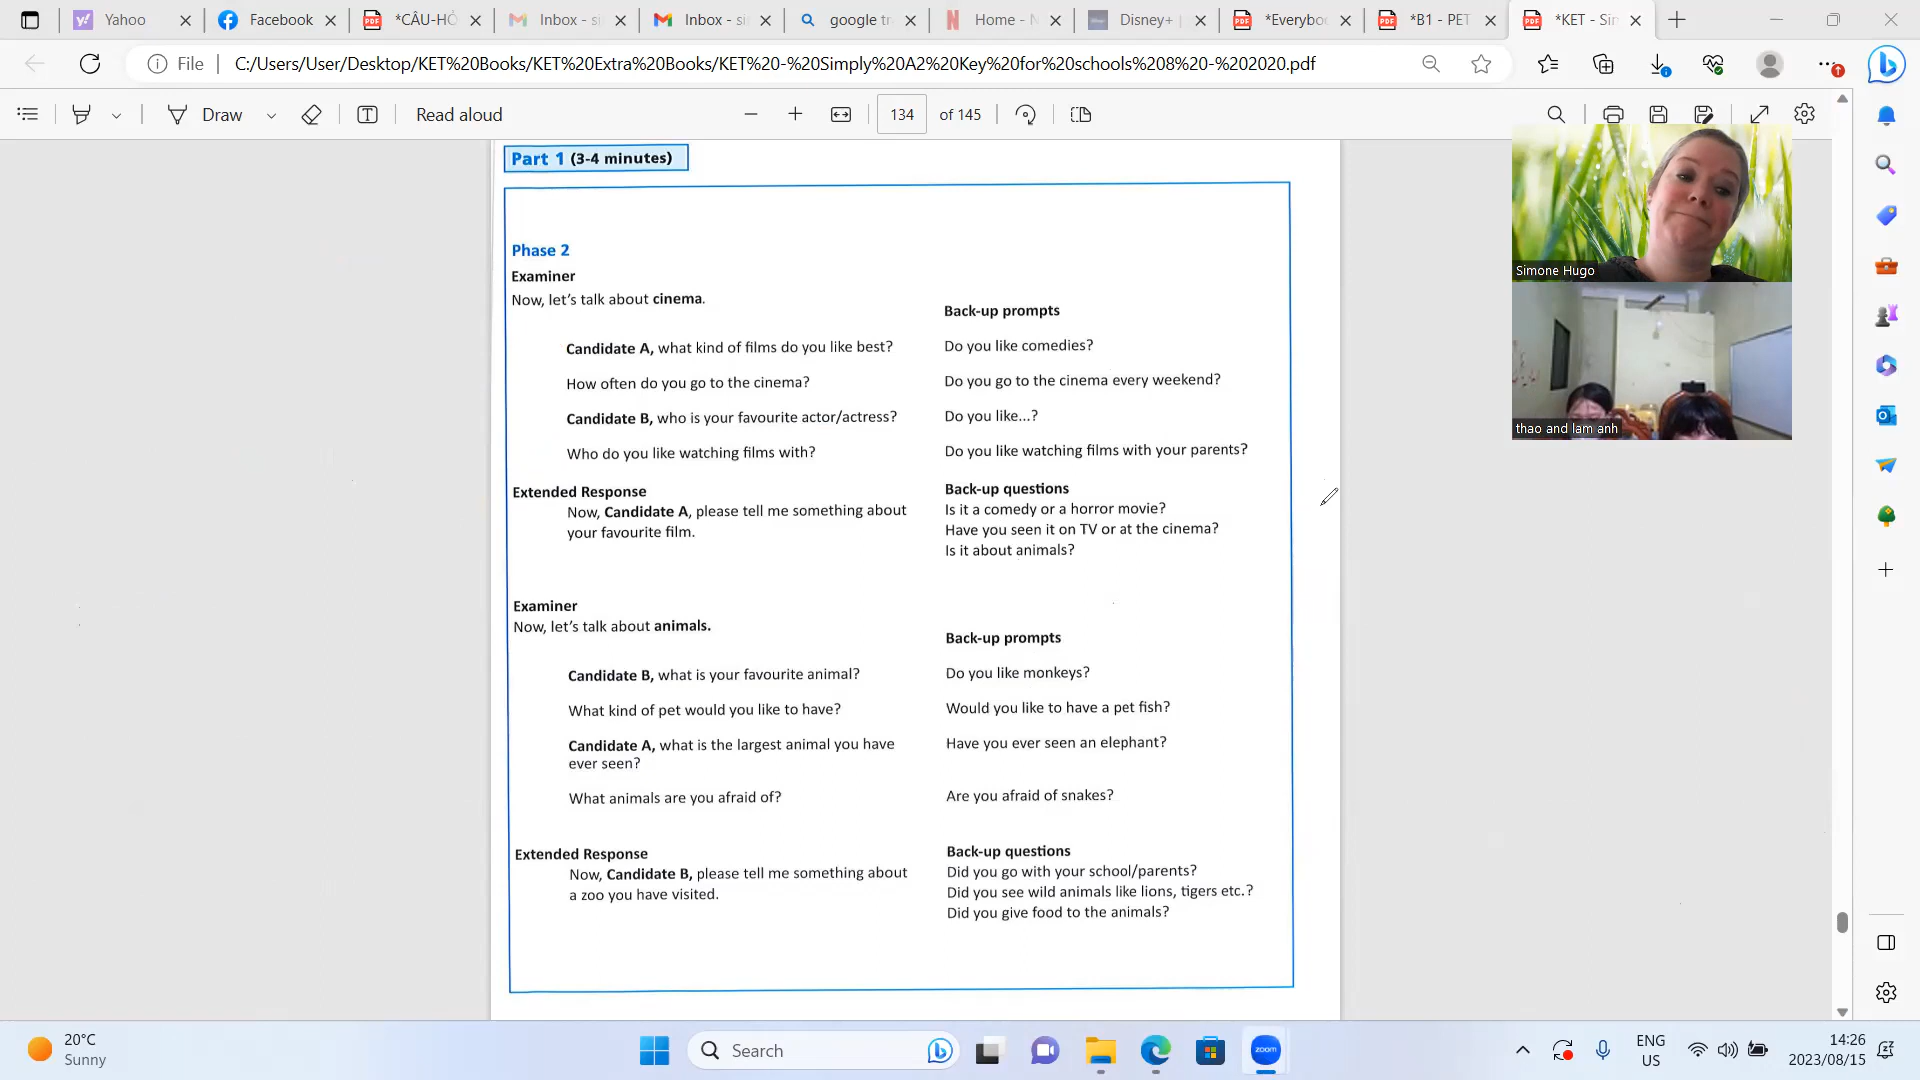 Yahoo
Facebook
*CÂU-HỎ
Inbox - si
Inbox - si
google tr
Home - N
Disney+ |
*Everybo
*B1 - PET
*KET - Sim
File
C:/Users/User/Desktop/KET%20Books/KET%20Extra%20Books/KET%20-%20Simply%20A2%20Key%20for%20schools%208%20-%202020.pdf
Draw
Read aloud
134
of 145
Part 1 (3-4 minutes)
Phase 2
Examiner
Now, let's talk about cinema.
Back-up prompts
Candidate A, what kind of films do you like best?
Do you like comedies?
How often do you go to the cinema?
Do you go to the cinema every weekend?
Candidate B, who is your favourite actor/actress?
Do you like...?
Who do you like watching films with?
Do you like watching films with your parents?
Extended Response
Now, Candidate A, please tell me something about
your favourite film.
Back-up questions
Is it a comedy or a horror movie?
Have you seen it on TV or at the cinema?
Is it about animals?
Examiner
Now, let's talk about animals.
Back-up prompts
Candidate B, what is your favourite animal?
Do you like monkeys?
What kind of pet would you like to have?
Would you like to have a pet fish?
Candidate A, what is the largest animal you have
ever seen?
Have you ever seen an elephant?
What animals are you afraid of?
Are you afraid of snakes?
Extended Response
Now, Candidate B, please tell me something about
a zoo you have visited.
Back-up questions
Did you go with your school/parents?
Did you see wild animals like lions, tigers etc.?
Did you give food to the animals?
Simone Hugo
thao and lam anh
20°C
Sunny
Search
zoom
ENG
US
14:26
2023/08/15